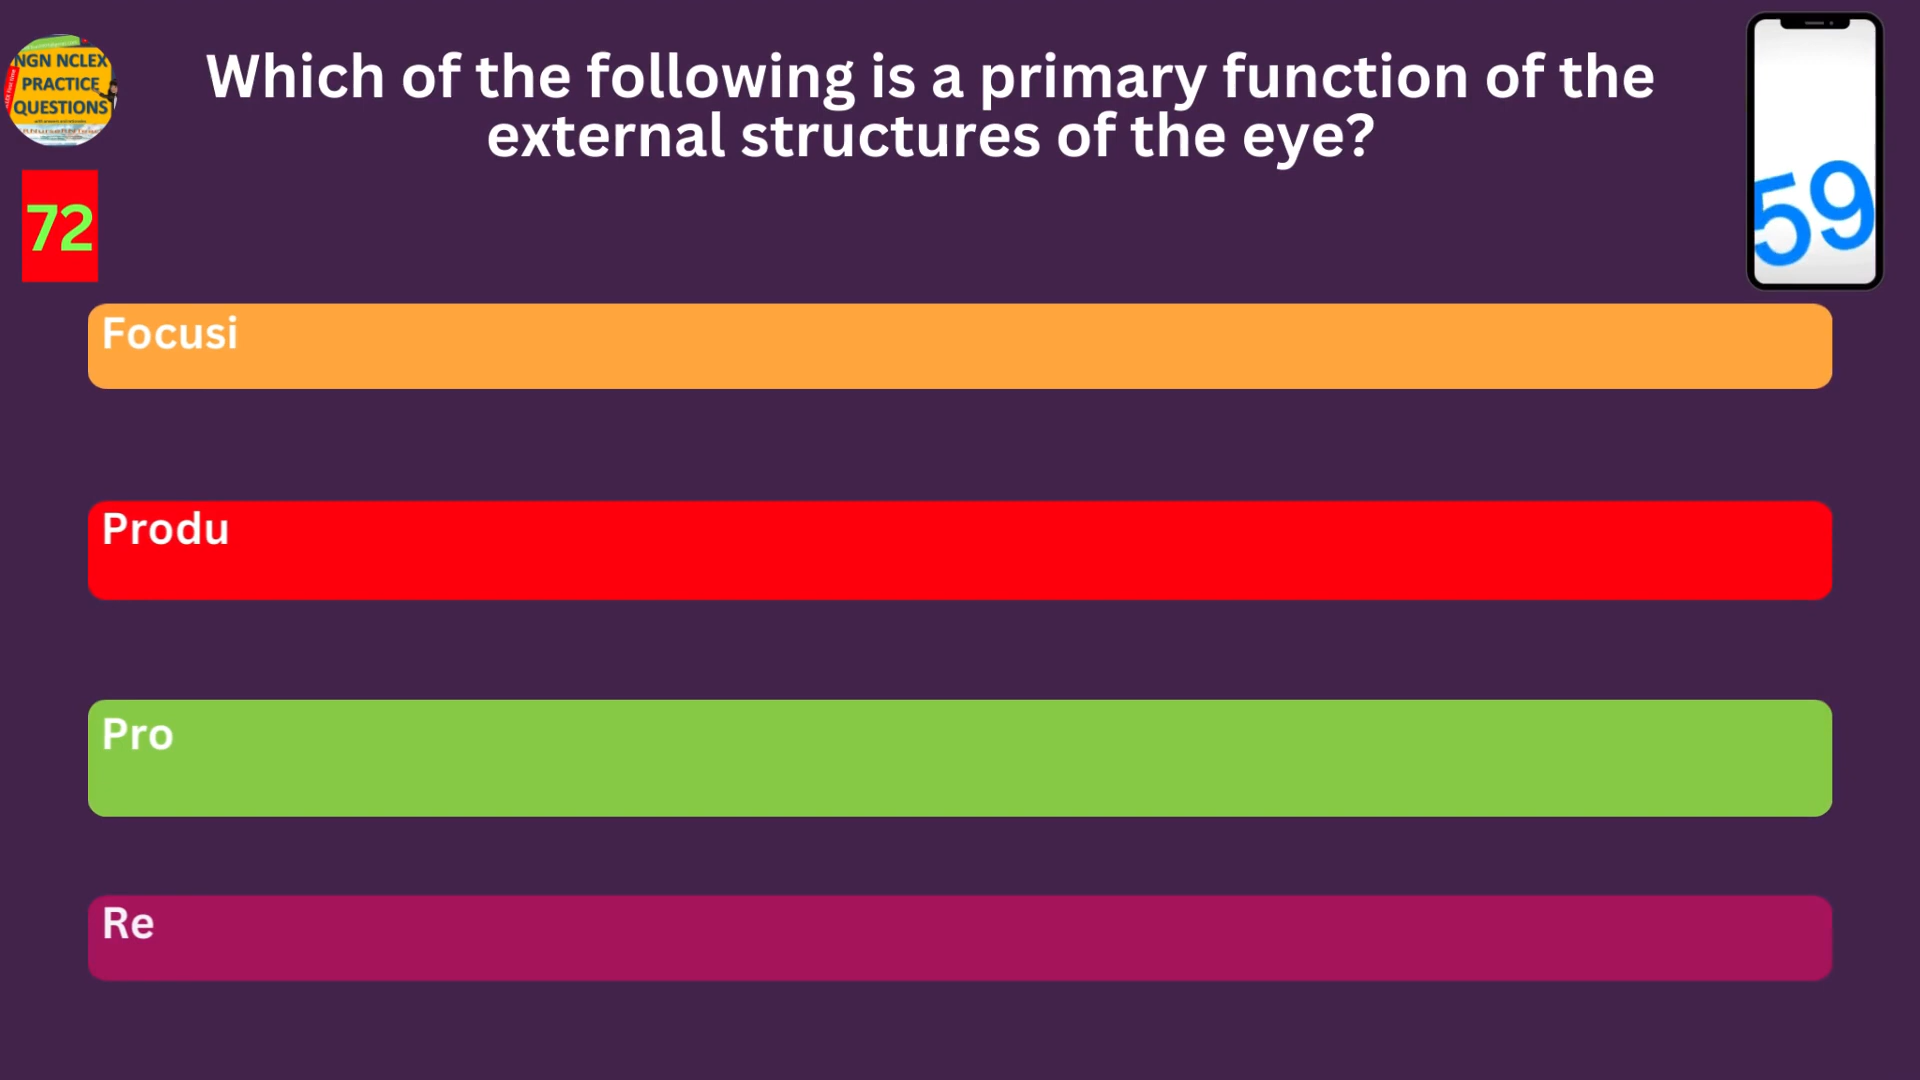 NGN NCLEX
PRACTICE
QUESTIONS
72
Which of the following is a primary function of the
external structures of the eye?
59
Focusi
Produ
Pro
Re